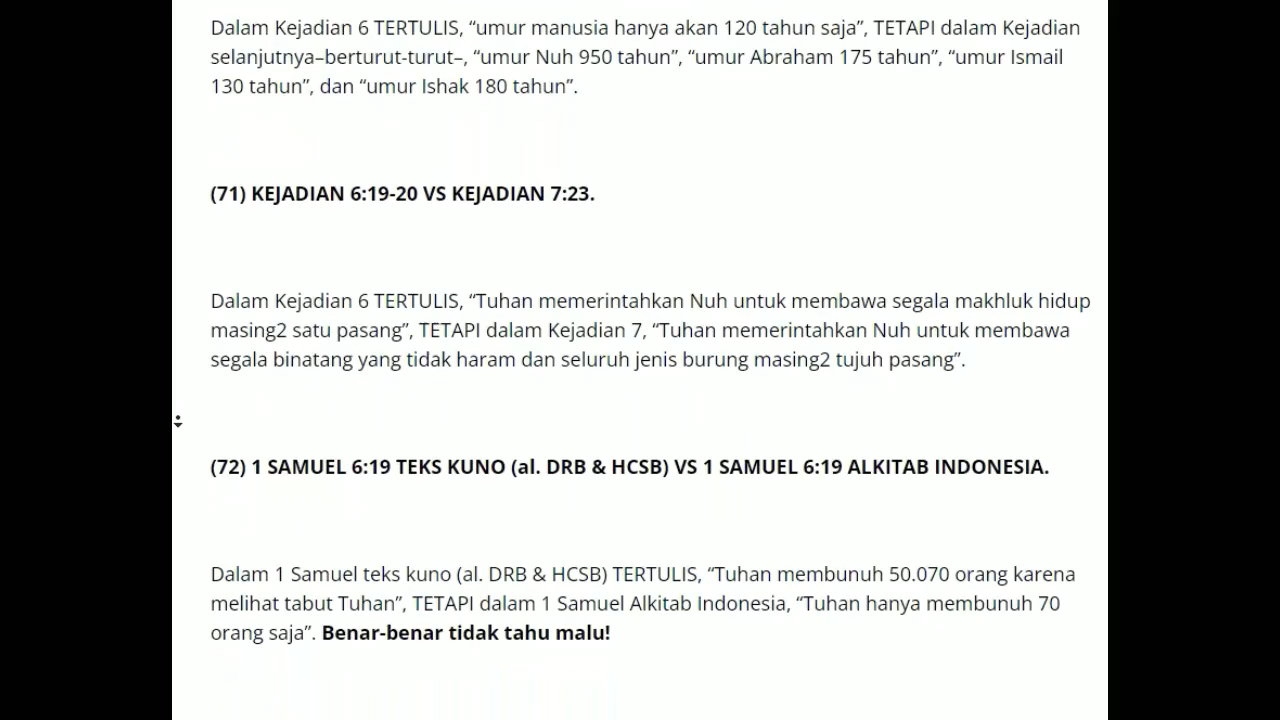 Dalam Kejadian 6 TERTULIS, “umur manusia hanya akan 120 tahun saja”, TETAPI dalam Kejadian
selanjutnya–berturut-turut–, “umur Nuh 950 tahun”, “umur Abraham 175 tahun”, “umur Ismail
130 tahun”, dan “umur Ishak 180 tahun”.
(71) KEJADIAN 6:19-20 VS KEJADIAN 7:23.
Dalam Kejadian 6 TERTULIS, “Tuhan memerintahkan Nuh untuk membawa segala makhluk hidup
masing2 satu pasang”, TETAPI dalam Kejadian 7, “Tuhan memerintahkan Nuh untuk membawa
segala binatang yang tidak haram dan seluruh jenis burung masing2 tujuh pasang”.
(72) 1 SAMUEL 6:19 TEKS KUNO (al. DRB & HCSB) VS 1 SAMUEL 6:19 ALKITAB INDONESIA.
Dalam 1 Samuel teks kuno (al. DRB & HCSB) TERTULIS, “Tuhan membunuh 50.070 orang karena
melihat tabut Tuhan”, TETAPI dalam 1 Samuel Alkitab Indonesia, “Tuhan hanya membunuh 70
orang saja”. Benar-benar tidak tahu malu!